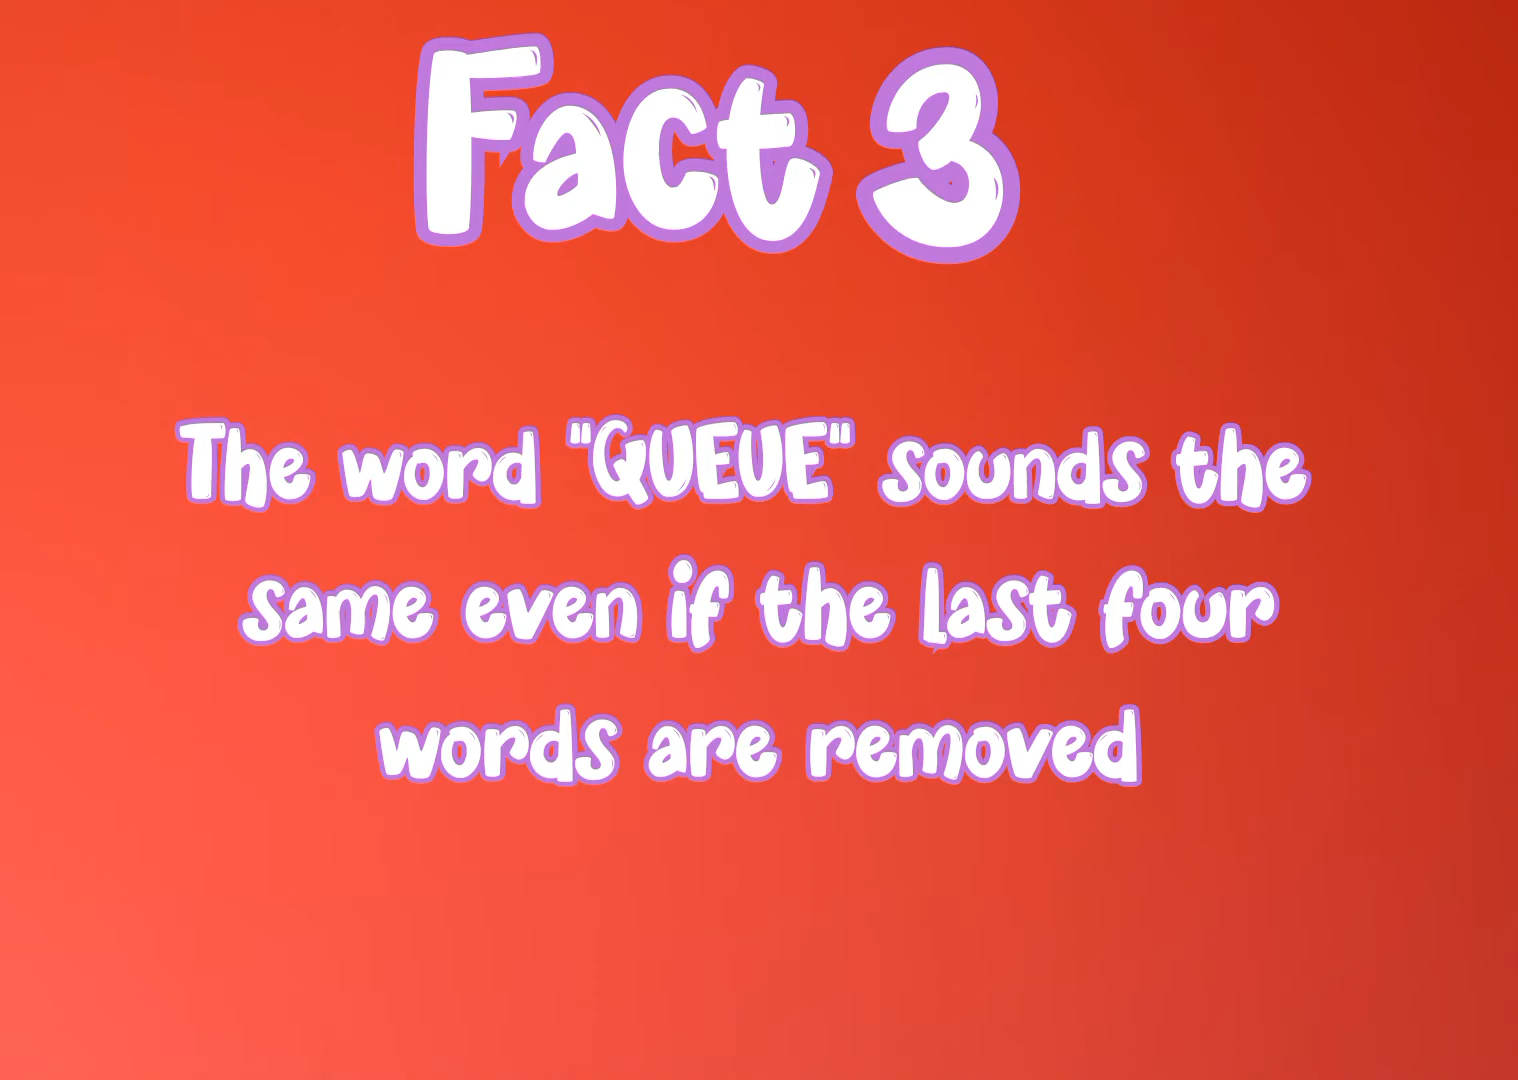 Fact 3
The word "QUEUE" sounds the
same even if the last four
words are removed